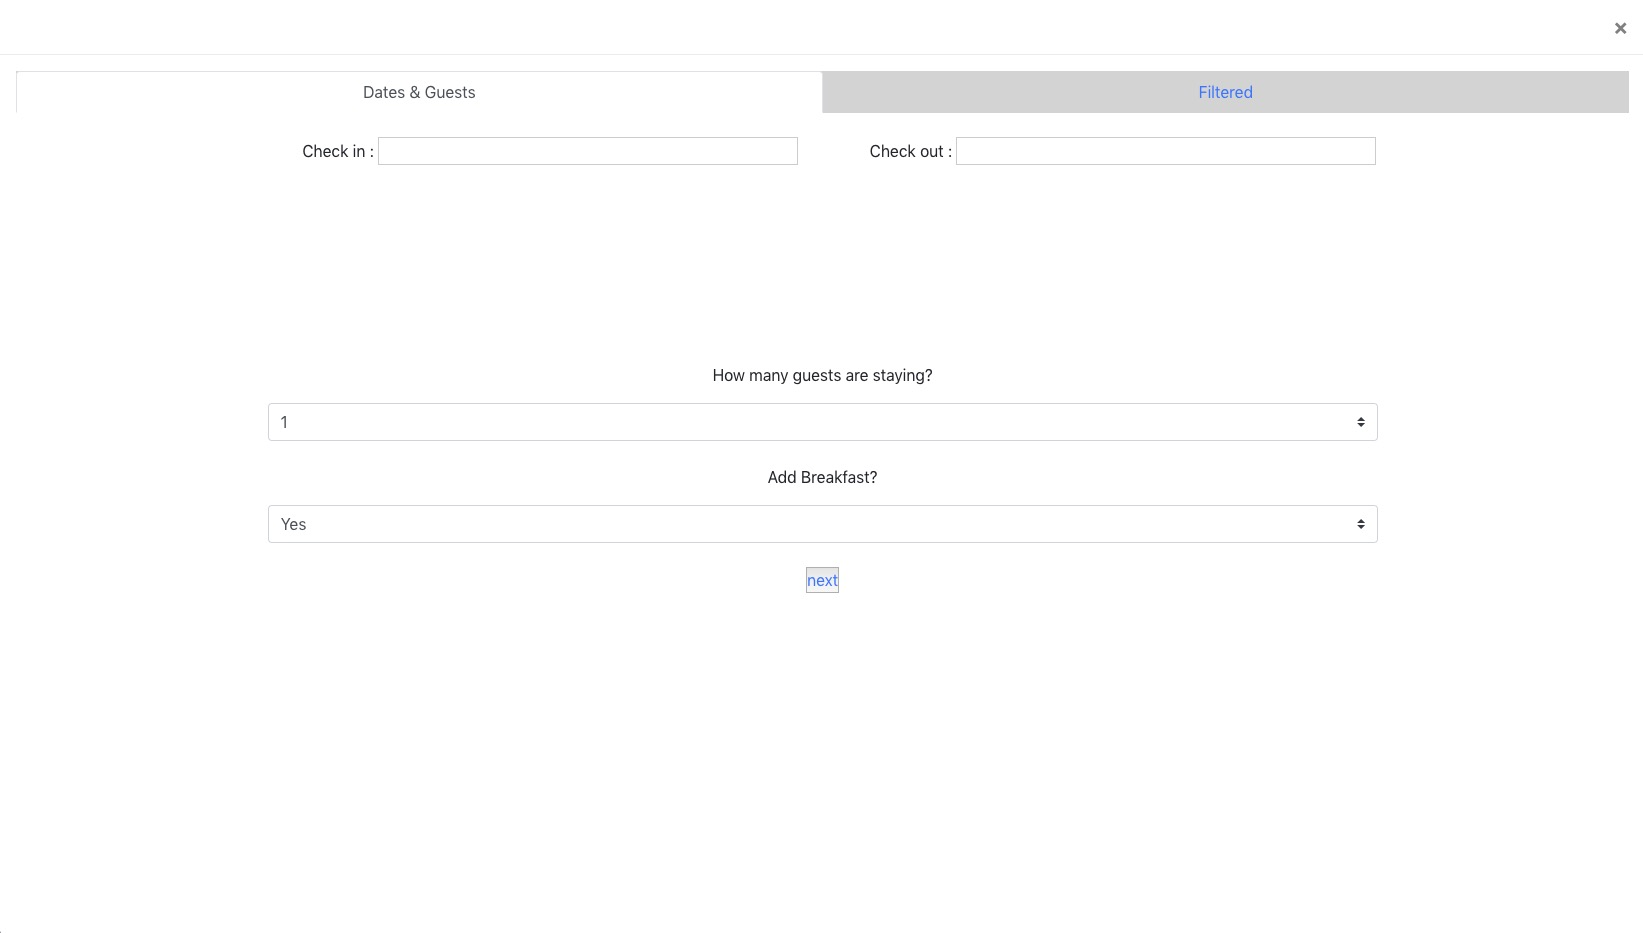 ×
Dates & Guests
Filtered
Check in :
Check out :
How many guests are staying?
1
Add Breakfast?
Yes
next